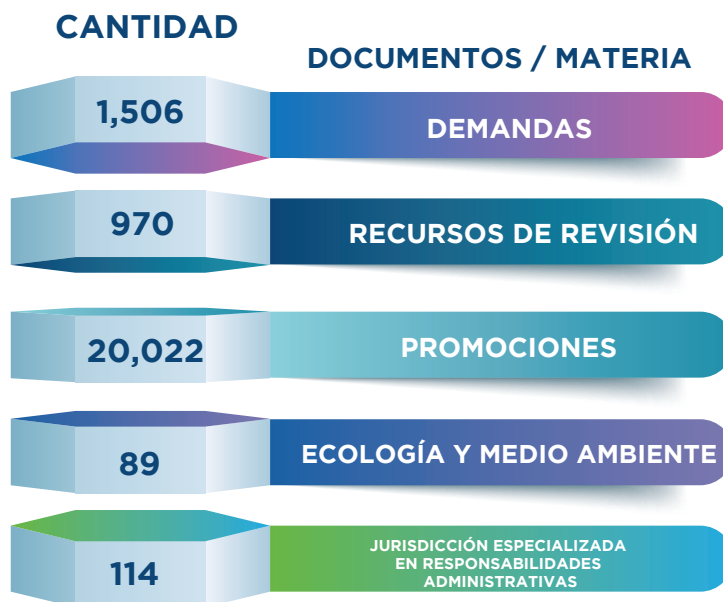 CANTIDAD
DOCUMENTOS / MATERIA
1,506
DEMANDAS
970
RECURSOS DE REVISIÓN
20,022
PROMOCIONES
89
ECOLOGÍA Y MEDIO AMBIENTE
114
JURISDICCIÓN ESPECIALIZADA
EN RESPONSABILIDADES
ADMINISTRATIVAS